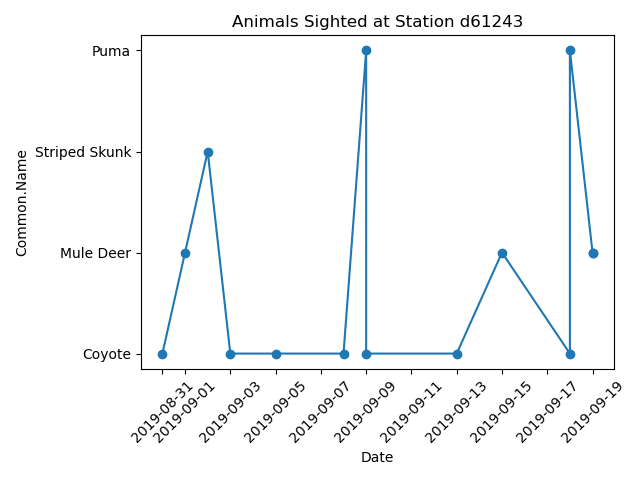 Animals Sighted at Station d61243
Puma
Striped Skunk
Mule Deer
Coyote
Common.Name
2019-08-31
2019-09-01
2019-09-03
2019-09-05
2019-09-07
2019-09-09
2019-09-11
2019-09-13
2019-09-15
2019-09-17
2019-09-19
Date